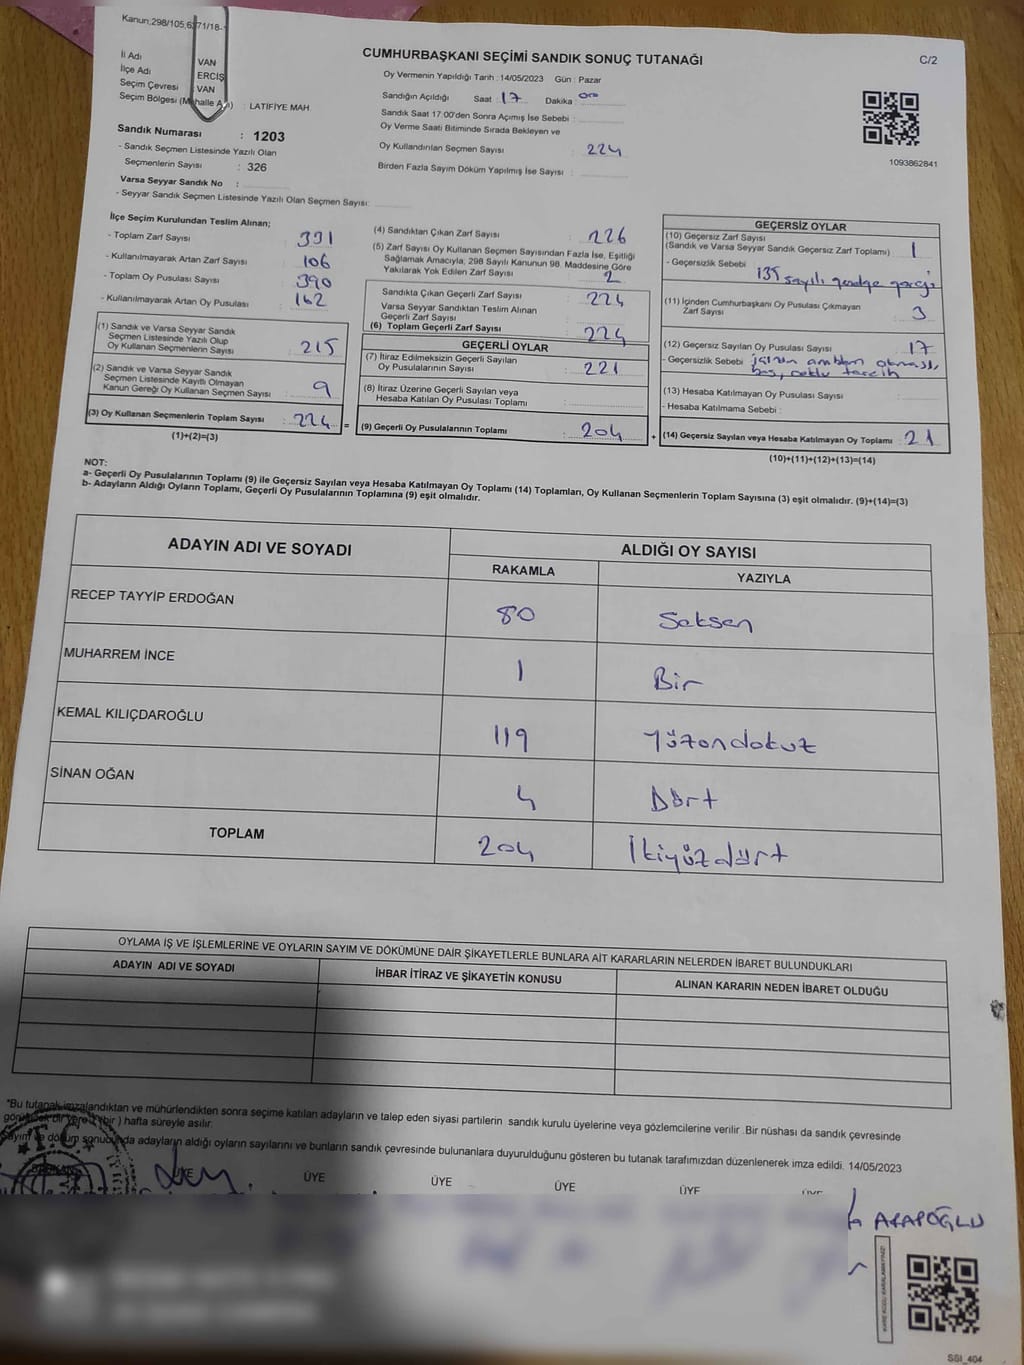 Kanun;298/105,6271/18-1
CUMHURBAŞKANI SEÇİMİ SANDIK SONUÇ TUTANAĞI
C/2
İl Adı VAN
İlçe Adı ERCİŞ
Seçim Çevresi : VAN
Seçim Bölgesi (Mahalle Adı) : LATİFİYE MAH.
Sandık Numarası : 1203
- Sandık Seçmen Listesinde Yazılı Olan
Seçmenlerin Sayısı : 326
Varsa Seyyar Sandık No :
- Seyyar Sandık Seçmen Listesinde Yazılı Olan Seçmen Sayısı:
Oy Vermenin Yapıldığı Tarih :14/05/2023 Gün : Pazar
Sandığın Açıldığı Saat : 17 Dakika
Sandık Saat 17:00'den Sonra Açımış İse Sebebi :
Oy Verme Saati Bitiminde Sırada Bekleyen ve
Oy Kullandırılan Seçmen Sayısı : 224
Birden Fazla Sayım Döküm Yapılmış İse Sayısı :
1093862841
İlçe Seçim Kurulundan Teslim Alınan;
- Toplam Zarf Sayısı : 331
- Kullanılmayarak Artan Zarf Sayısı : 106
- Toplam Oy Pusulası Sayısı : 390
- Kullanılmayarak Artan Oy Pusulası : 162
(1) Sandık ve Varsa Seyyar Sandık
Seçmen Listesinde Yazılı Olup
Oy Kullanan Seçmenlerin Sayısı : 215
(2) Sandık ve Varsa Seyyar Sandık
Seçmen Listesinde Kayıtlı Olmayan
Kanun Gereği Oy Kullanan Seçmen Sayısı : 9
(3) Oy Kullanan Seçmenlerin Toplam Sayısı : 224 =
(1)+(2)=(3)
(4) Sandıktan Çıkan Zarf Sayısı : 226
(5) Zarf Sayısı Oy Kullanan Seçmen Sayısından Fazla İse, Eşitliği
Sağlamak Amacıyla; 298 Sayılı Kanunun 98. Maddesine Göre
Yakılarak Yok Edilen Zarf Sayısı : 2
Sandıkta Çıkan Geçerli Zarf Sayısı : 224
Varsa Seyyar Sandıktan Teslim Alınan
Geçerli Zarf Sayısı
(6) Toplam Geçerli Zarf Sayısı : 224
GEÇERLİ OYLAR
(7) İtiraz Edilmeksizin Geçerli Sayılan
Oy Pusulalarının Sayısı : 221
(8) İtiraz Üzerine Geçerli Sayılan veya
Hesaba Katılan Oy Pusulası Toplamı :
(9) Geçerli Oy Pusulalarının Toplamı : 204 +
GEÇERSİZ OYLAR
(10) Geçersiz Zarf Sayısı
(Sandık ve Varsa Seyyar Sandık Geçersiz Zarf Toplamı) : 1
- Geçersizlik Sebebi : 135 sayılı genelge gereği
(11) İçinden Cumhurbaşkanı Oy Pusulası Çıkmayan
Zarf Sayısı : 3
(12) Geçersiz Sayılan Oy Pusulası Sayısı : 17
- Geçersizlik Sebebi
boş, çoklu tercih
(13) Hesaba Katılmayan Oy Pusulası Sayısı :
- Hesaba Katılmama Sebebi :
(14) Geçersiz Sayılan veya Hesaba Katılmayan Oy Toplamı : 21
(10)+(11)+(12)+(13)=(14)
NOT:
a- Geçerli Oy Pusulalarının Toplamı (9) ile Geçersiz Sayılan veya Hesaba Katılmayan Oy Toplamı (14) Toplamları, Oy Kullanan Seçmenlerin Toplam Sayısına (3) eşit olmalıdır. (9)+(14)=(3)
b- Adayların Aldığı Oyların Toplamı, Geçerli Oy Pusulalarının Toplamına (9) eşit olmalıdır.
ADAYIN ADI VE SOYADI ALDIĞI OY SAYISI
RAKAMLA YAZIYLA
RECEP TAYYİP ERDOĞAN 80 Seksen
MUHARREM İNCE 1 Bir
KEMAL KILIÇDAROĞLU 119 Yüzondokuz
SİNAN OĞAN 4 Dört
TOPLAM 204 İkiyüzdört
OYLAMA İŞ VE İŞLEMLERİNE VE OYLARIN SAYIM VE DÖKÜMÜNE DAİR ŞİKAYETLERLE BUNLARA AİT KARARLARIN NELERDEN İBARET BULUNDUKLARI
ADAYIN ADI VE SOYADI İHBAR İTİRAZ VE ŞİKAYETİN KONUSU ALINAN KARARIN NEDEN İBARET OLDUĞU
*Bu tutanak imzalandıktan ve mühürlendikten sonra seçime katılan adayların ve talep eden siyasi partilerin sandık kurulu üyelerine veya gözlemcilerine verilir .Bir nüshası da sandık çevresinde
görülecek bir yere 1 (bir ) hafta süreyle asılır.
Sayım ve döküm sonucunda adayların aldığı oyların sayılarını ve bunların sandık çevresinde bulunanlara duyurulduğunu gösteren bu tutanak tarafımızdan düzenlenerek imza edildi. 14/05/2023
T.C.
ÜYE ÜYE ÜYE ÜYE ÜYE
ARAPOĞLU
SSİ_404